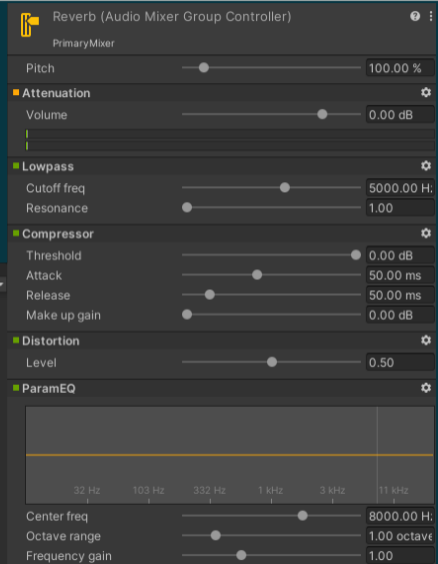 Reverb (Audio Mixer Group Controller)
PrimaryMixer
Pitch 100.00 %
Attenuation
Volume 0.00 dB
Lowpass
Cutoff freq 5000.00 H
Resonance 1.00
Compressor
Threshold 0.00 dB
Attack 50.00 ms
Release 50.00 ms
Make up gain 0.00 dB
Distortion
Level 0.50
ParamEQ
32 Hz 103 Hz 332 Hz 1 kHz 3 kHz 11 kHz
Center freq 8000.00 H
Octave range 1.00 octave
Frequency gain 1.00